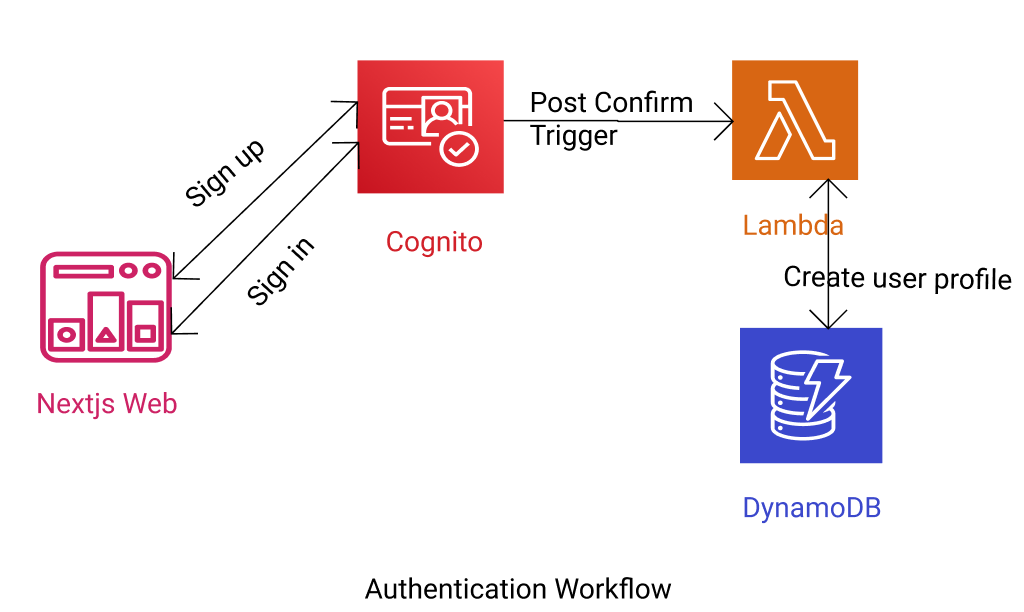 Post Confirm
Trigger
Sign up
Lambda
Cognito
Sign in
Create user profile
Nextjs Web
DynamoDB
Authentication Workflow